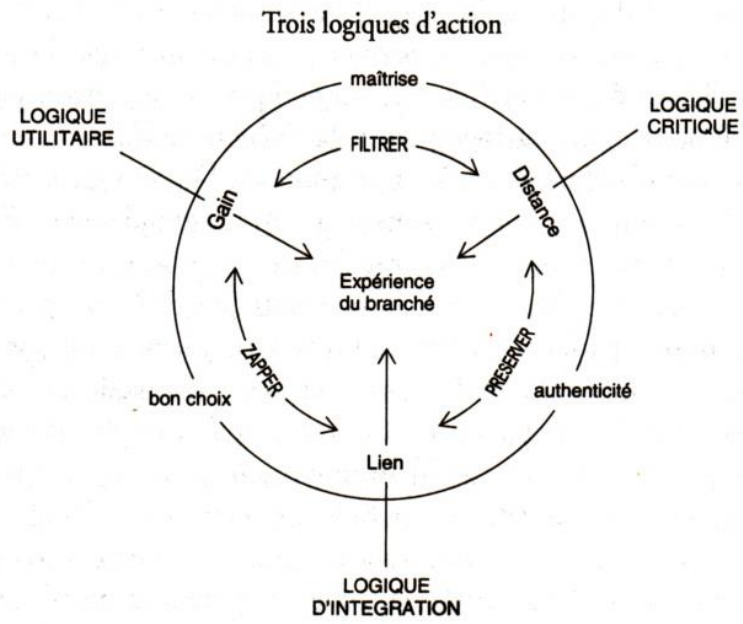 Trois logiques d'action
maîtrise
LOGIQUE
UTILITAIRE
LOGIQUE
CRITIQUE
FILTRER
Gain
Distance
Expérience
du branché
ZAPPER
PRESERVER
bon choix
authenticité
Lien
LOGIQUE
D'INTEGRATION